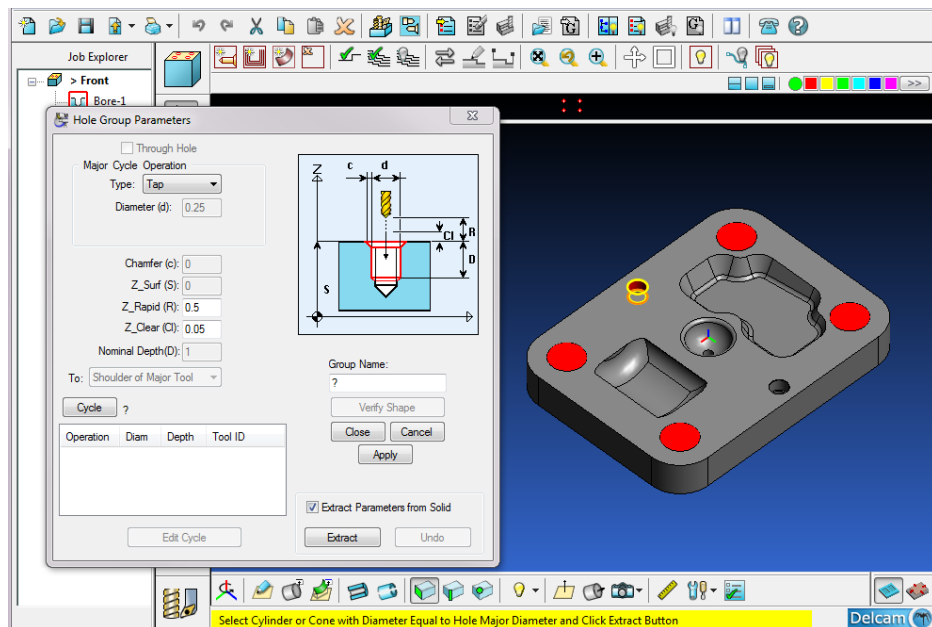 Job Explorer
> Front
Bore-1
Hole Group Parameters
Through Hole
Major Cycle Operation
Type: Tap
Diameter (d): 0.25
Chamfer (c): 0
Z_Surf (S): 0
Z_Rapid (R): 0.5
Z_Clear (Cl): 0.05
Nominal Depth(D): 1
To: Shoulder of Major Tool
Cycle ?
Operation Diam Depth Tool ID
Edit Cycle
Z c d
Cl R
D
S
Group Name:
?
Verify Shape
Close Cancel
Apply
Extract Parameters from Solid
Extract Undo
>>
Select Cylinder or Cone with Diameter Equal to Hole Major Diameter and Click Extract Button
Delcam